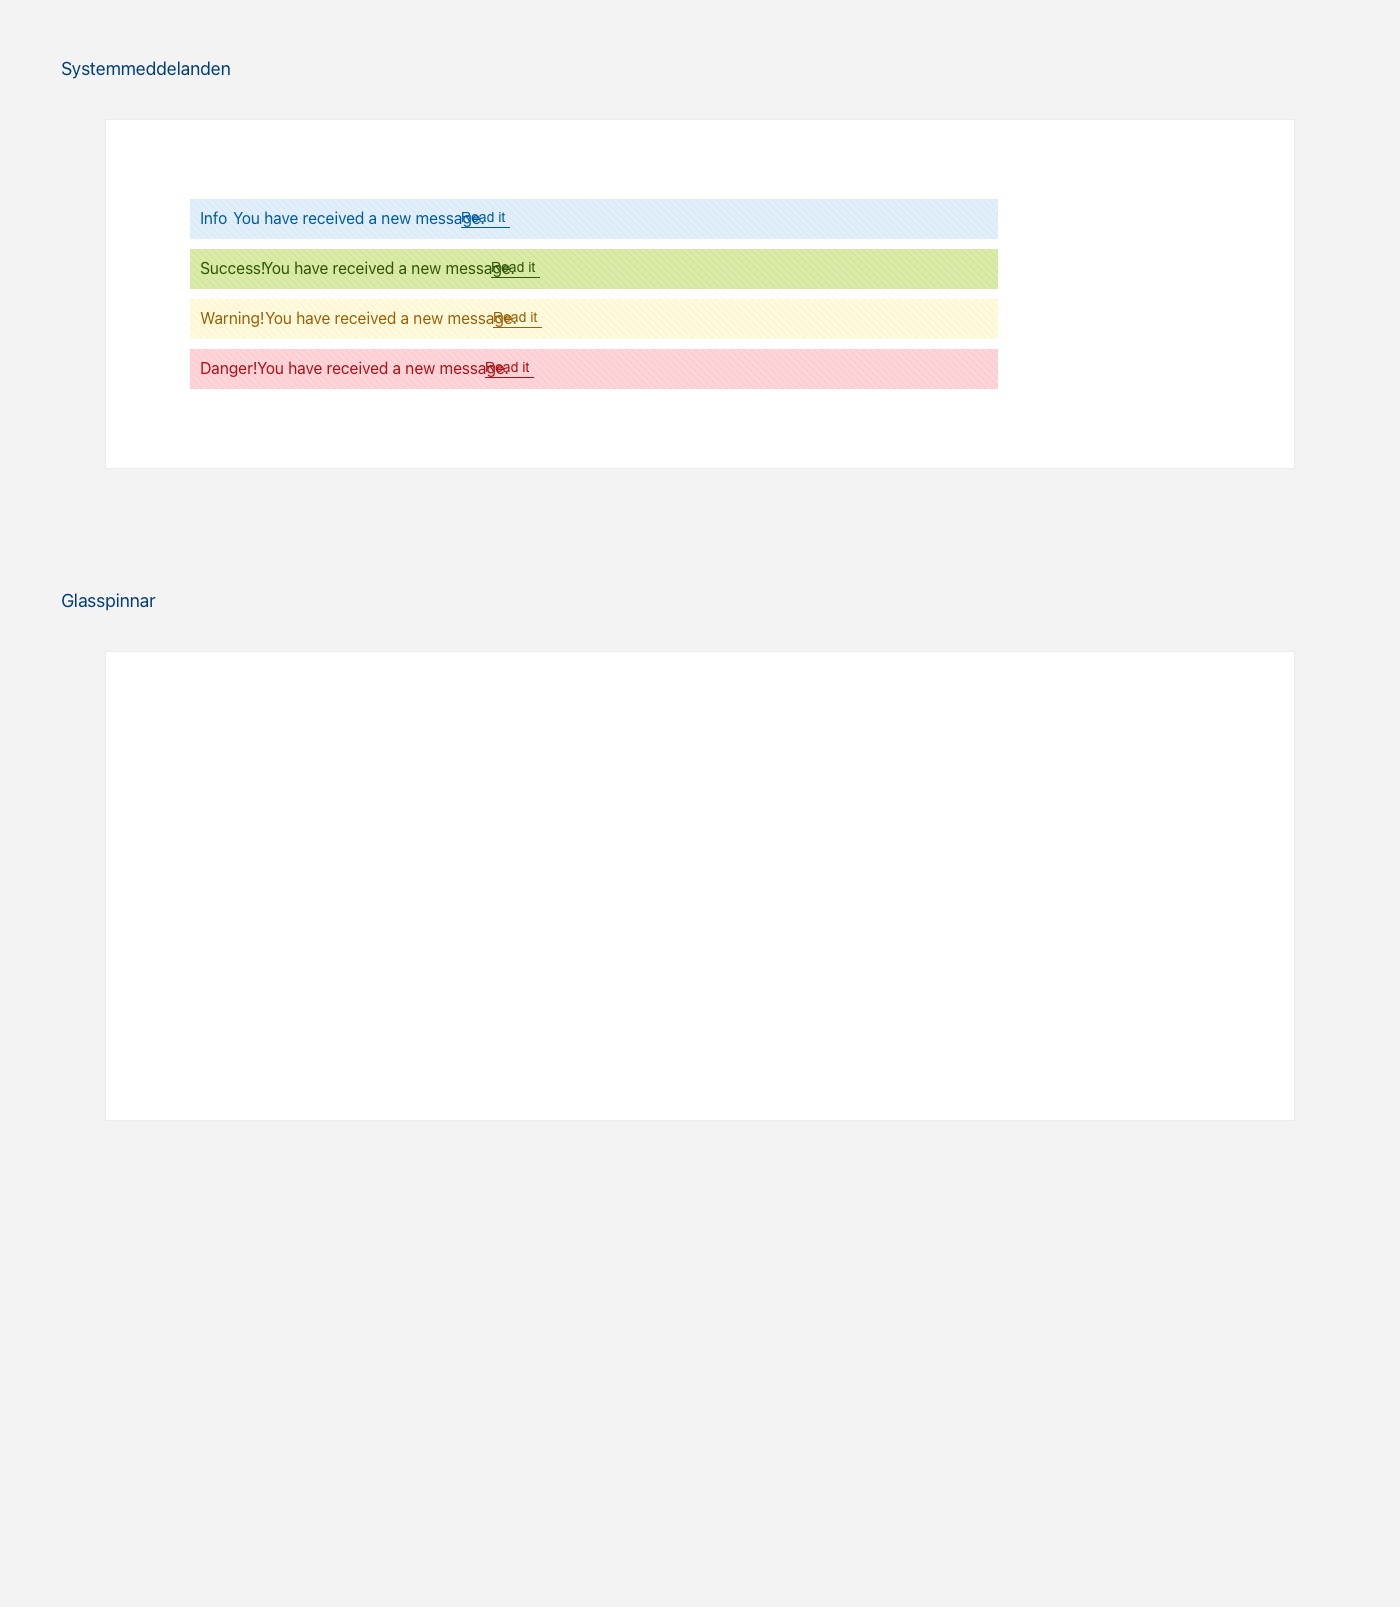 Systemmeddelanden
Info You have received a new message. Read it
Success! You have received a new message. Read it
Warning! You have received a new message. Read it
Danger! You have received a new message. Read it
Glasspinnar